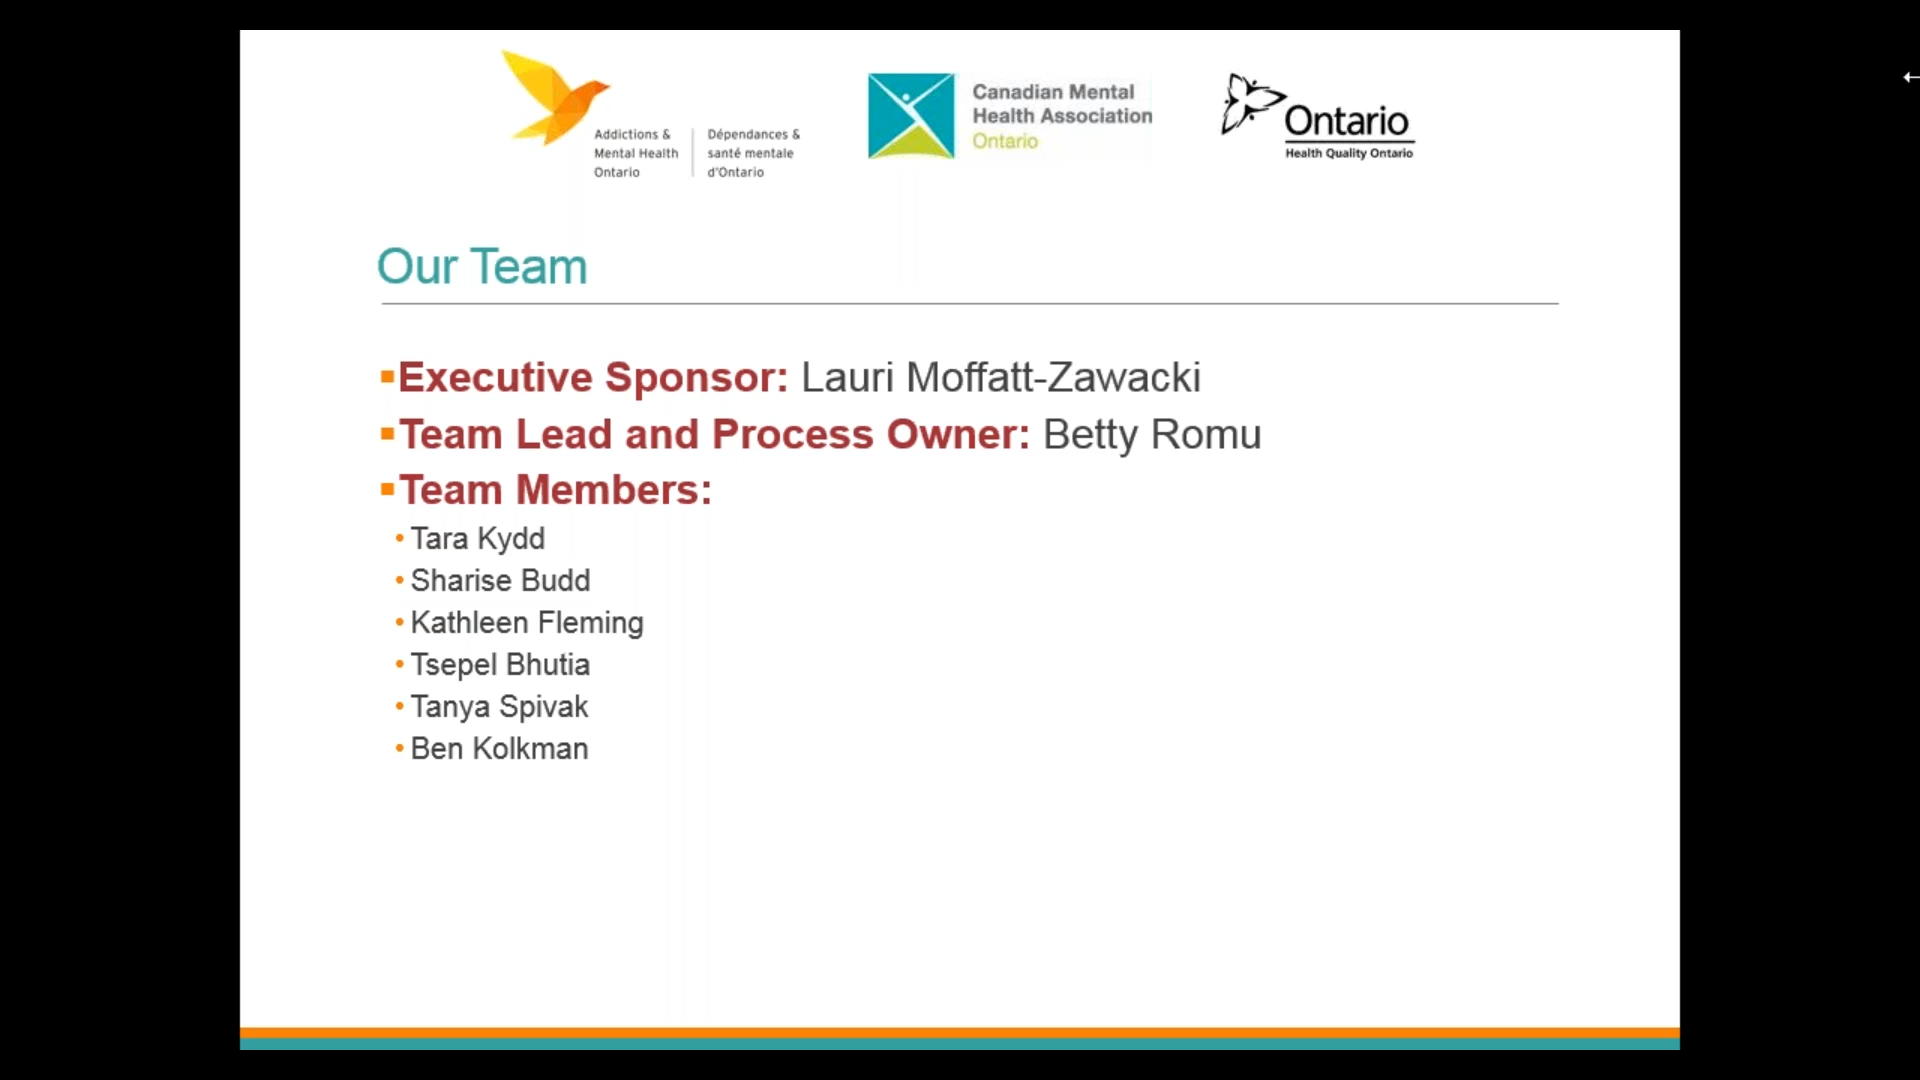 Addictions &
Mental Health
Ontario
Dépendances &
santé mentale
d'Ontario
Canadian Mental
Health Association
Ontario
Ontario
Health Quality Ontario
Our Team
▪Executive Sponsor: Lauri Moffatt-Zawacki
▪Team Lead and Process Owner: Betty Romu
▪Team Members:
•Tara Kydd
•Sharise Budd
•Kathleen Fleming
•Tsepel Bhutia
•Tanya Spivak
•Ben Kolkman